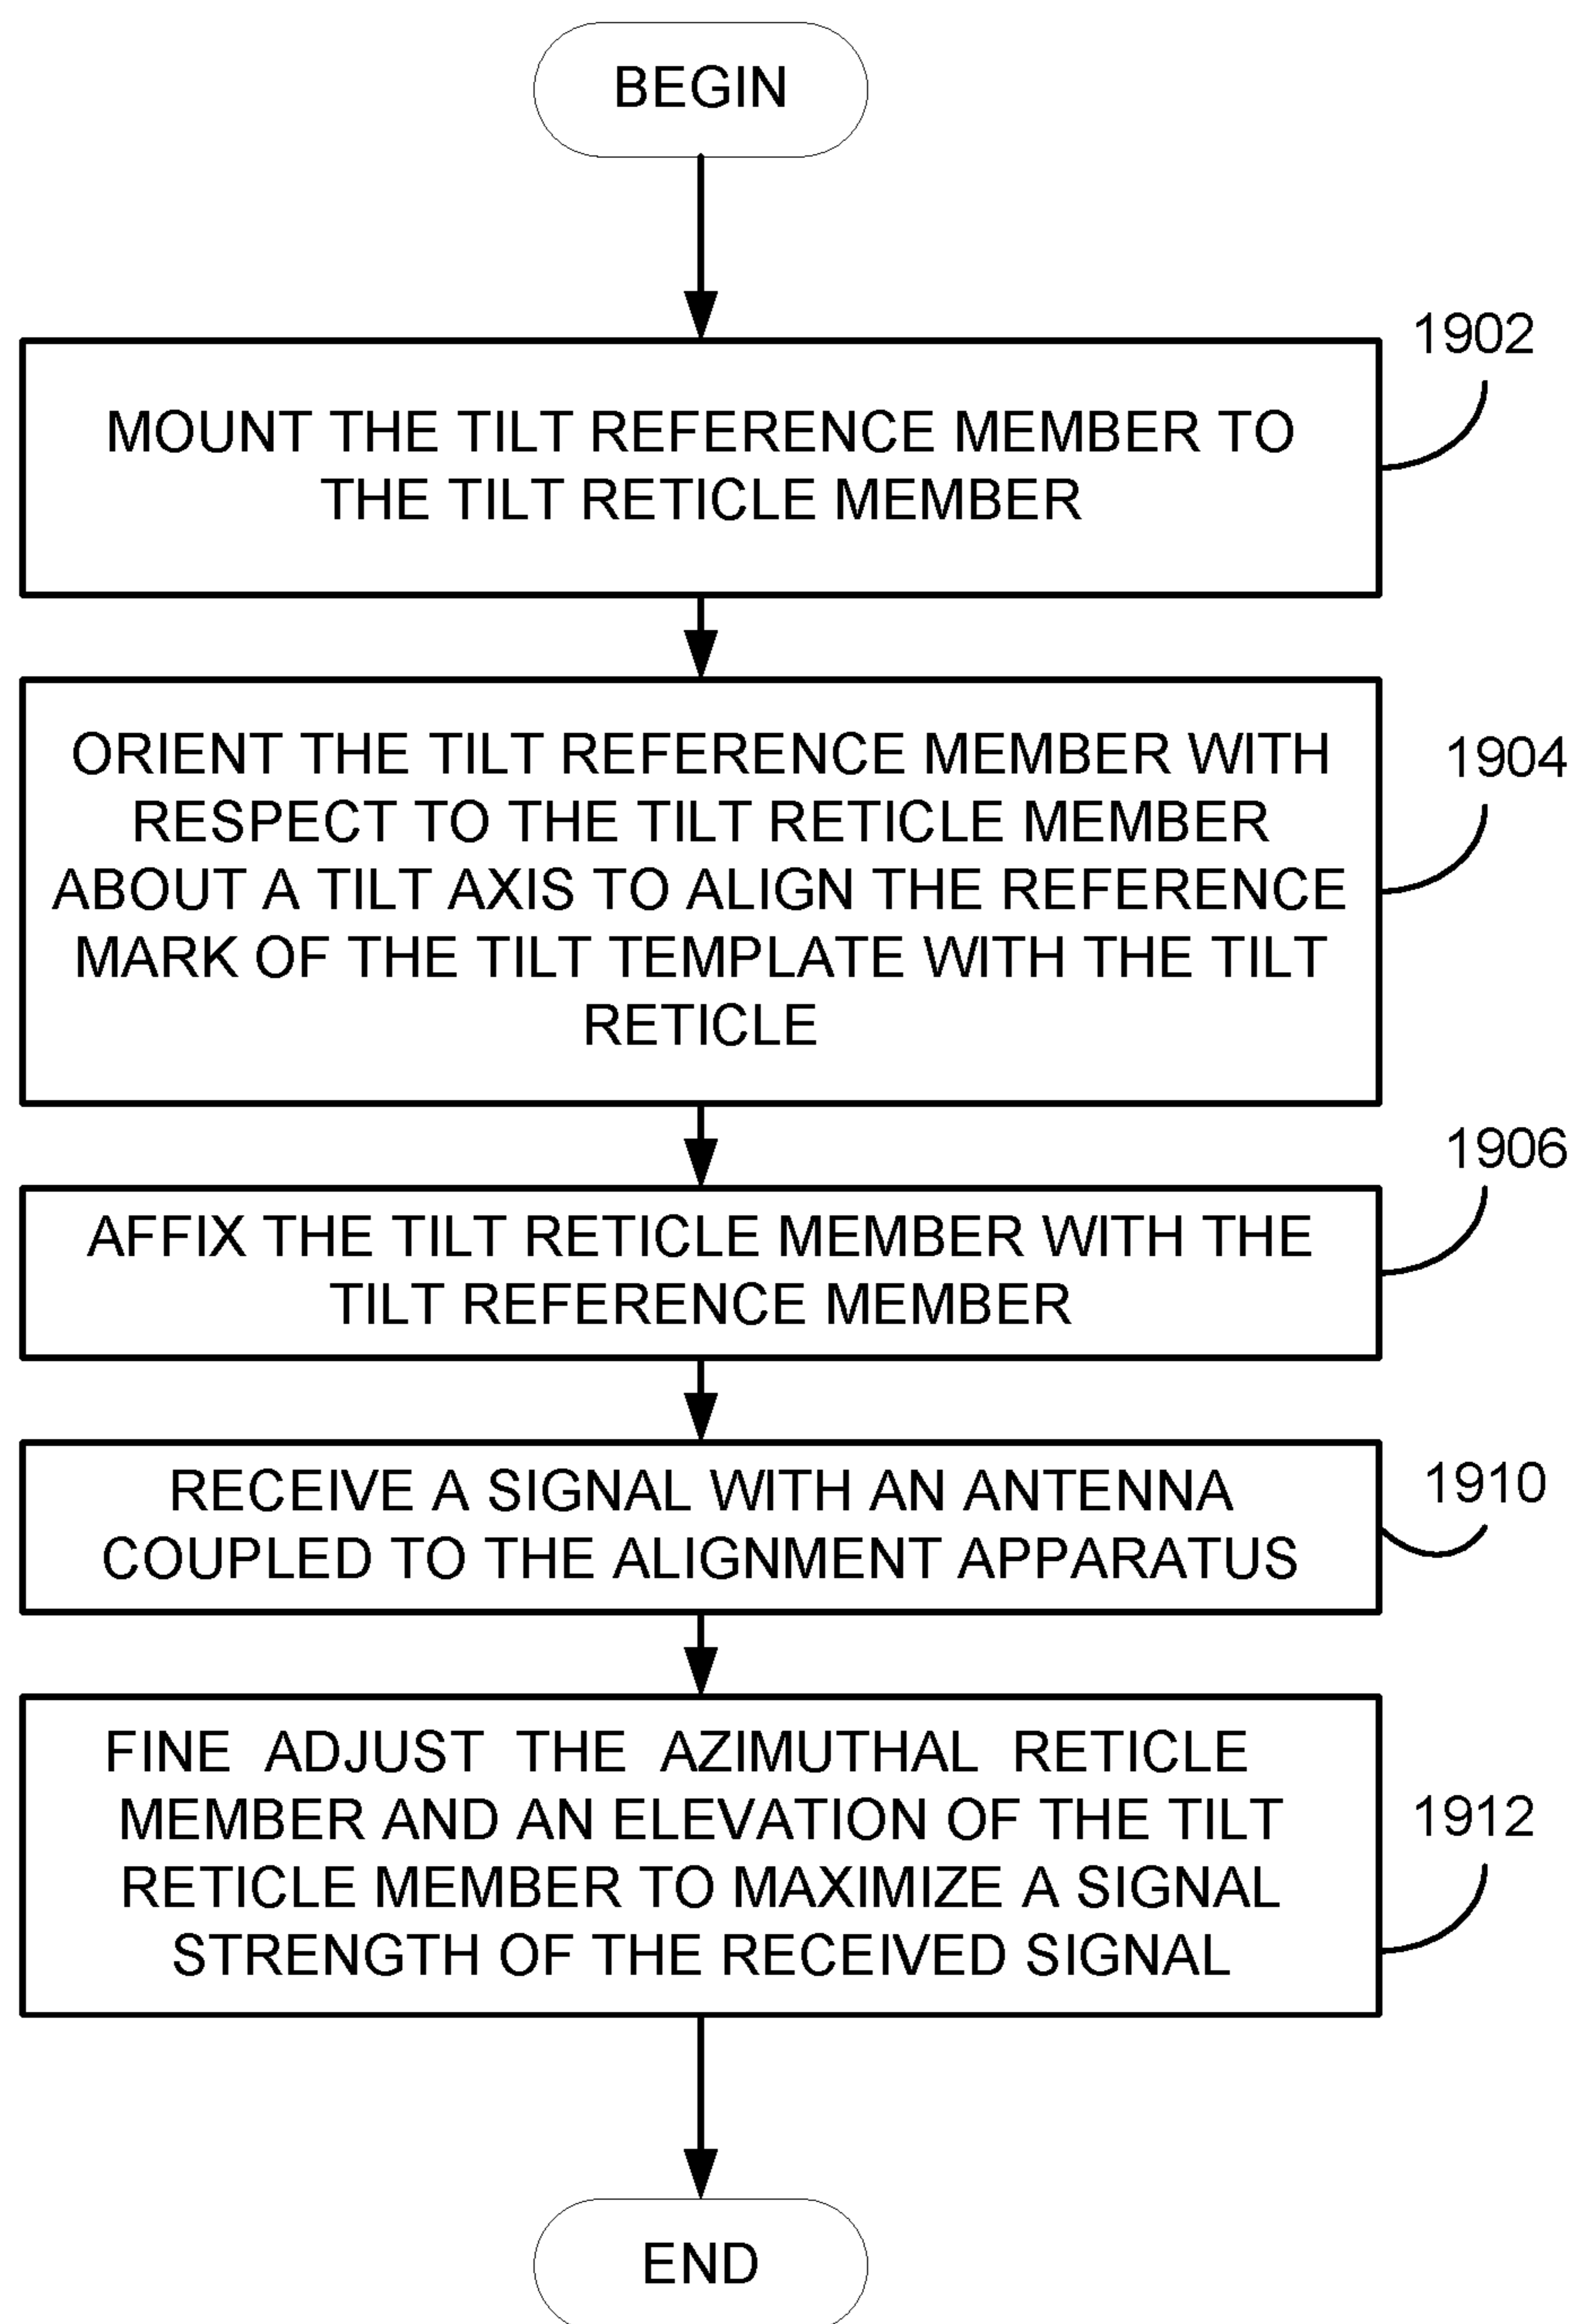 BEGIN
1902
MOUNT THE TILT REFERENCE MEMBER TO
THE TILT RETICLE MEMBER
1904
ORIENT THE TILT REFERENCE MEMBER WITH
RESPECT TO THE TILT RETICLE MEMBER
ABOUT A TILT AXIS TO ALIGN THE REFERENCE
MARK OF THE TILT TEMPLATE WITH THE TILT
RETICLE
1906
AFFIX THE TILT RETICLE MEMBER WITH THE
TILT REFERENCE MEMBER
1910
RECEIVE A SIGNAL WITH AN ANTENNA
COUPLED TO THE ALIGNMENT APPARATUS
1912
FINE ADJUST THE AZIMUTHAL RETICLE
MEMBER AND AN ELEVATION OF THE TILT
RETICLE MEMBER TO MAXIMIZE A SIGNAL
STRENGTH OF THE RECEIVED SIGNAL
END